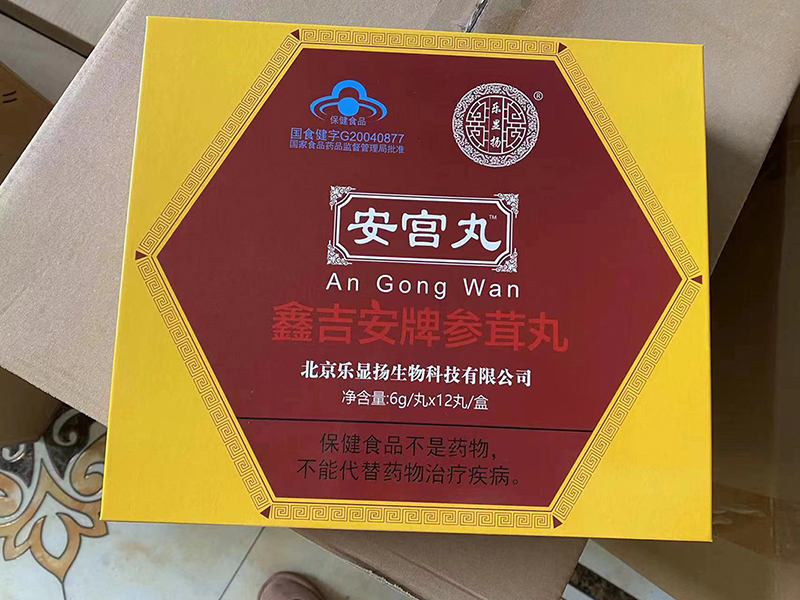 保健食品
国食健字G20040877
国家食品药品监督管理局批准
乐显扬
®
安宫丸™
An Gong Wan
鑫吉安牌参茸丸
北京乐显扬生物科技有限公司
净含量:6g/丸x12丸/盒
保健食品不是药物,
不能代替药物治疗疾病。